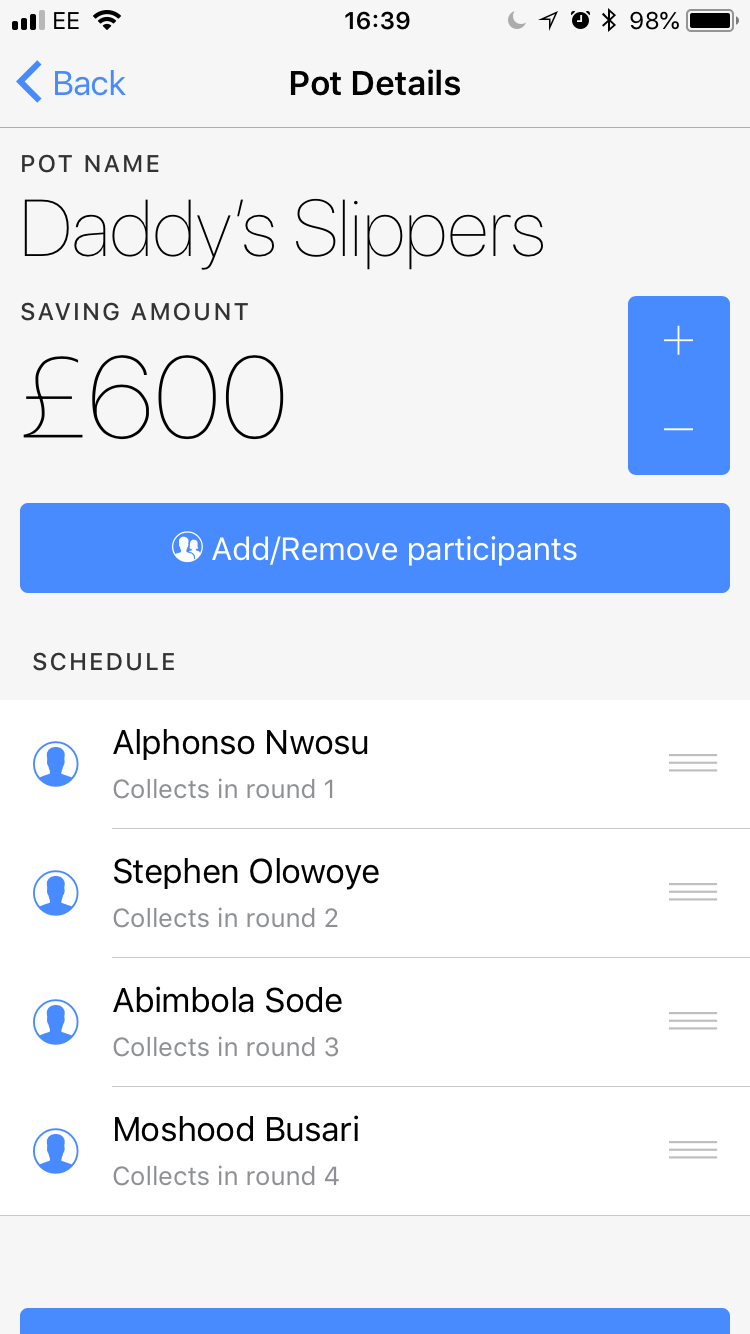 EE 16:39 98%
Back Pot Details
POT NAME
Daddy's Slippers
SAVING AMOUNT
£600
+
–
Add/Remove participants
SCHEDULE
Alphonso Nwosu
Collects in round 1
Stephen Olowoye
Collects in round 2
Abimbola Sode
Collects in round 3
Moshood Busari
Collects in round 4